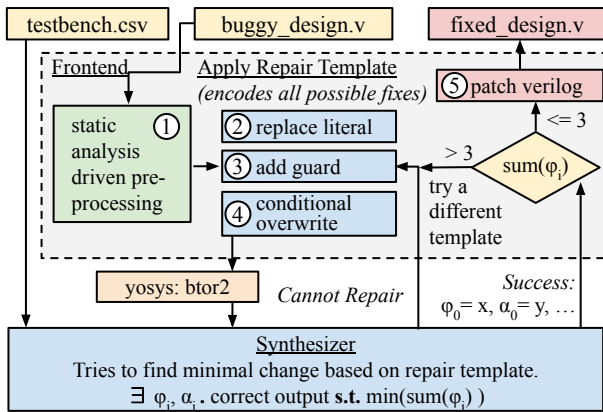 testbench.csv
buggy_design.v
fixed_design.v
Frontend
Apply Repair Template
(encodes all possible fixes)
⑤ patch verilog
①
static
analysis
driven pre-
processing
② replace literal
③ add guard
④ conditional
overwrite
<= 3
> 3
sum(φᵢ)
try a
different
template
yosys: btor2
Cannot Repair
Success:
φ₀= x, α₀= y, …
Synthesizer
Tries to find minimal change based on repair template.
∃ φᵢ, αᵢ . correct output s.t. min(sum(φᵢ) )